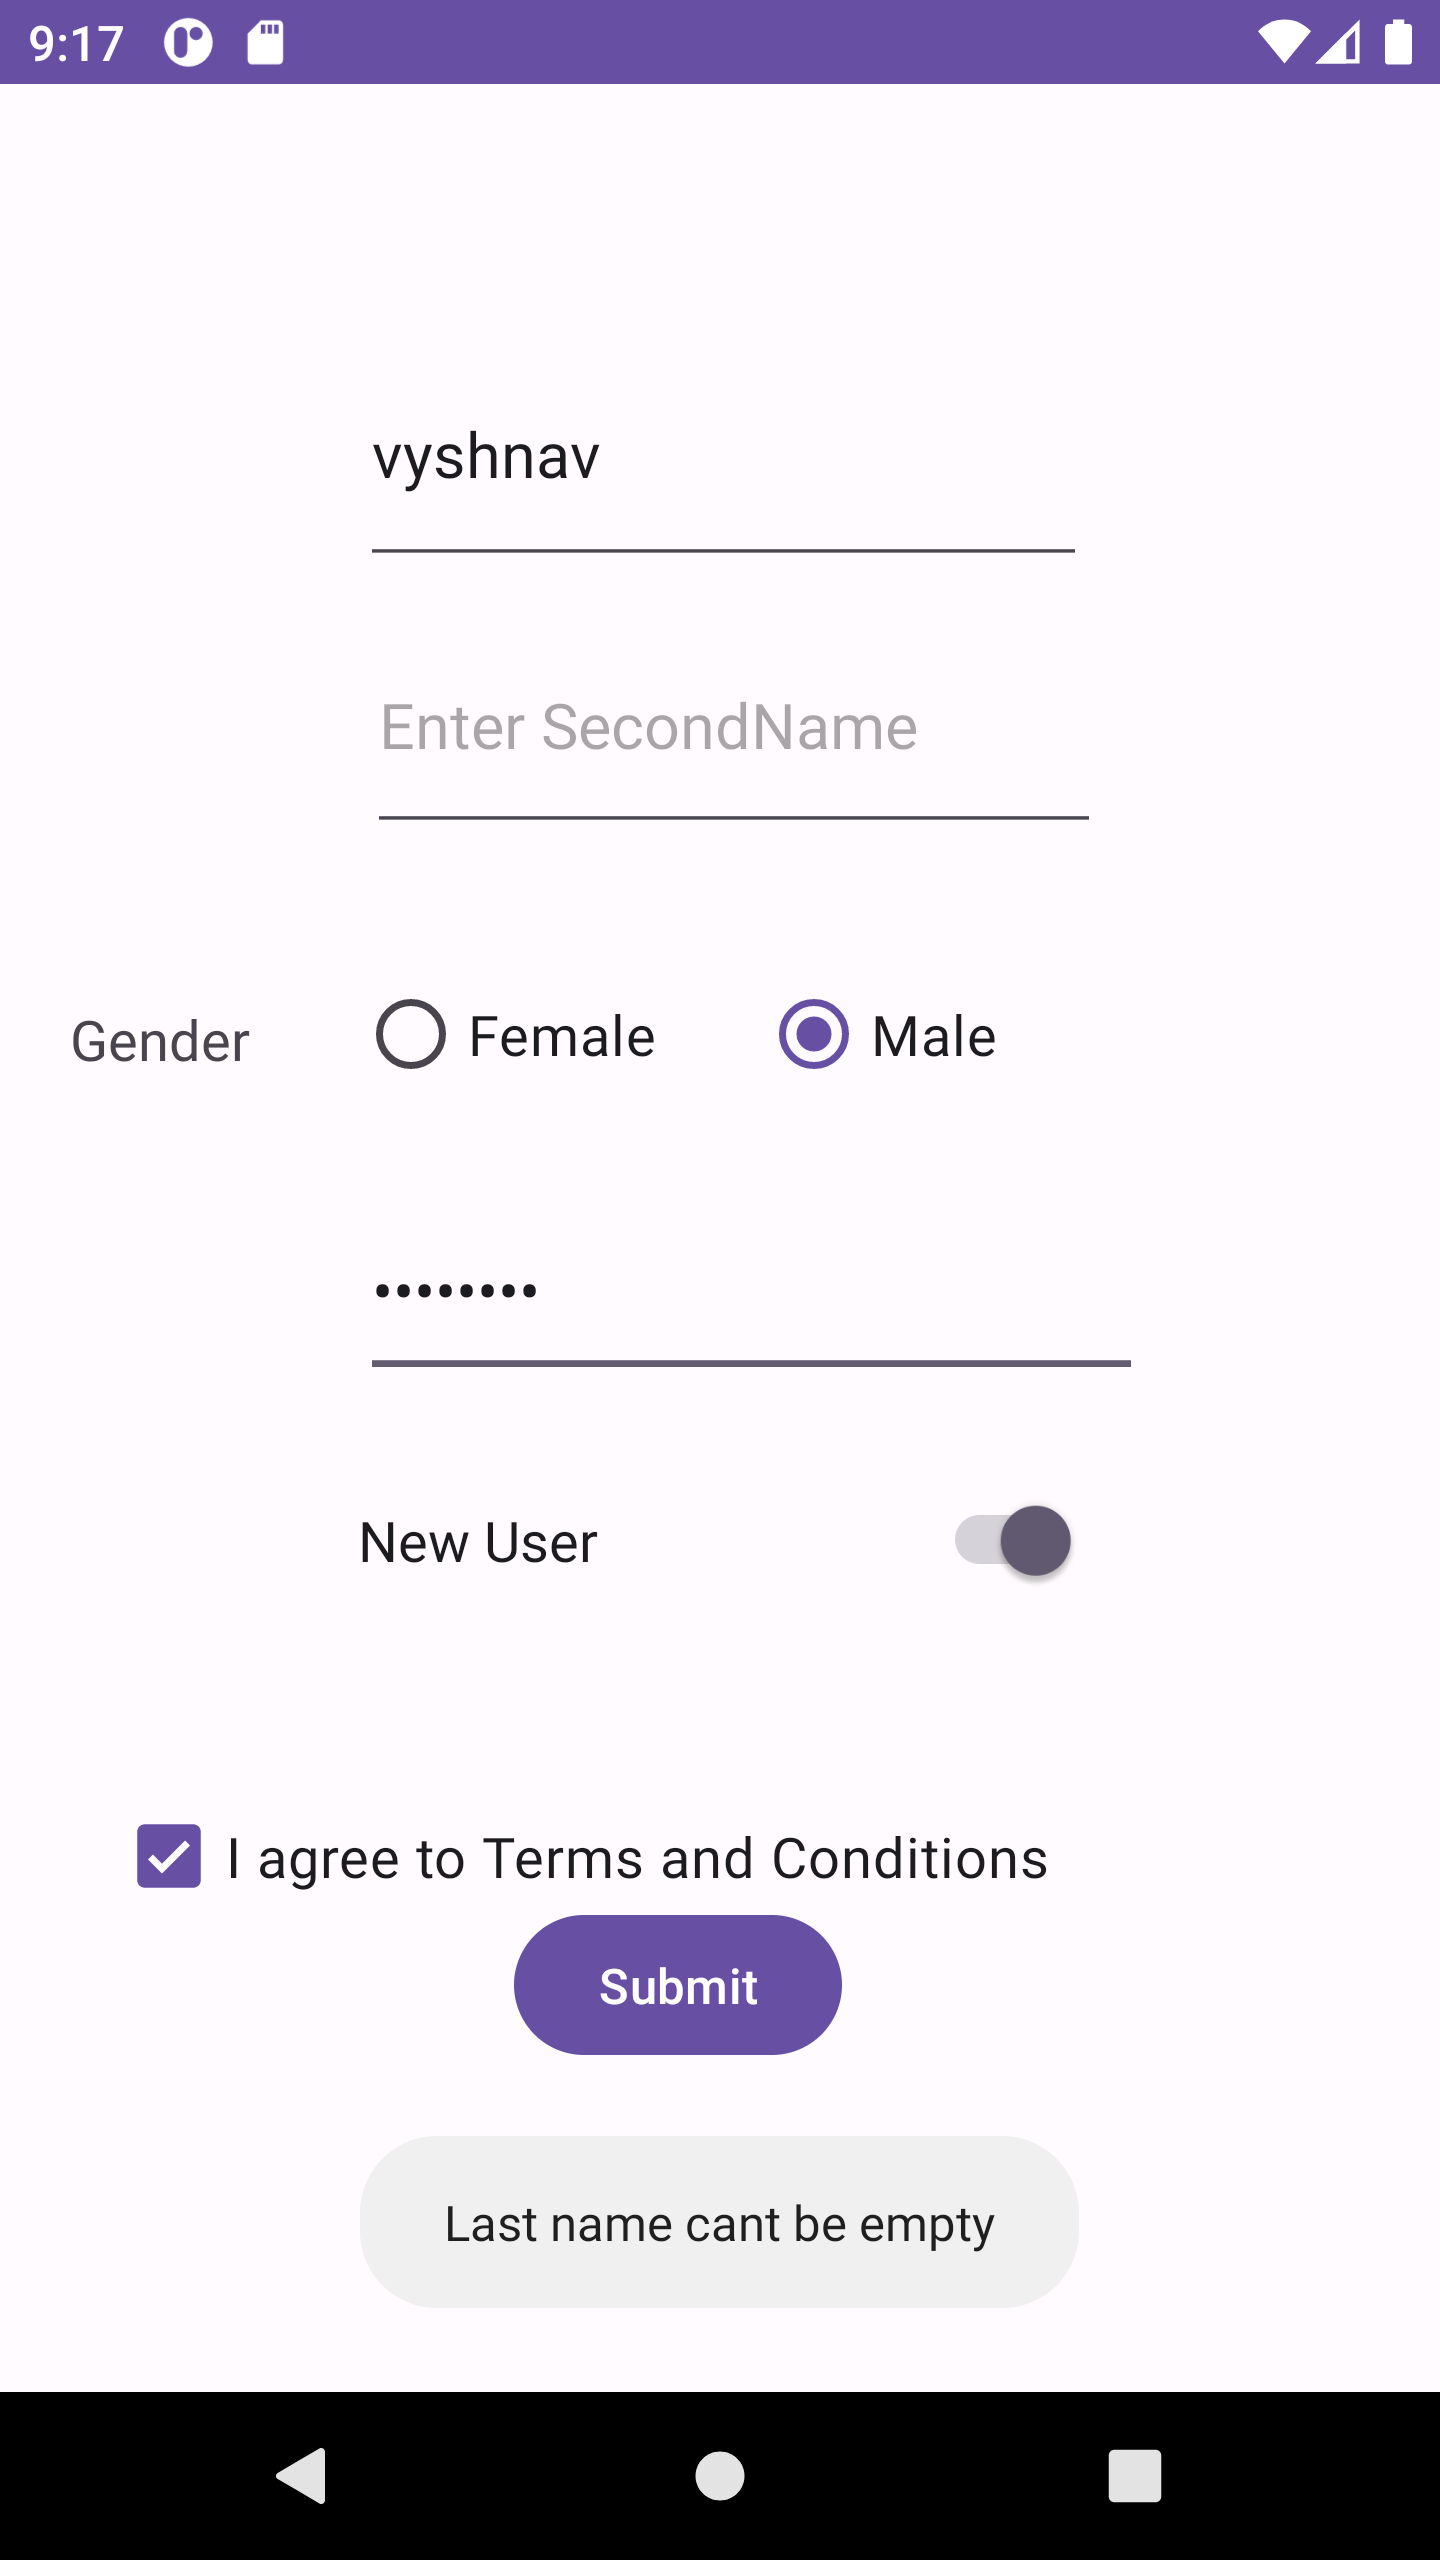 9:17
vyshnav
Enter SecondName
Gender Female Male
••••••••
New User
I agree to Terms and Conditions
Submit
Last name cant be empty